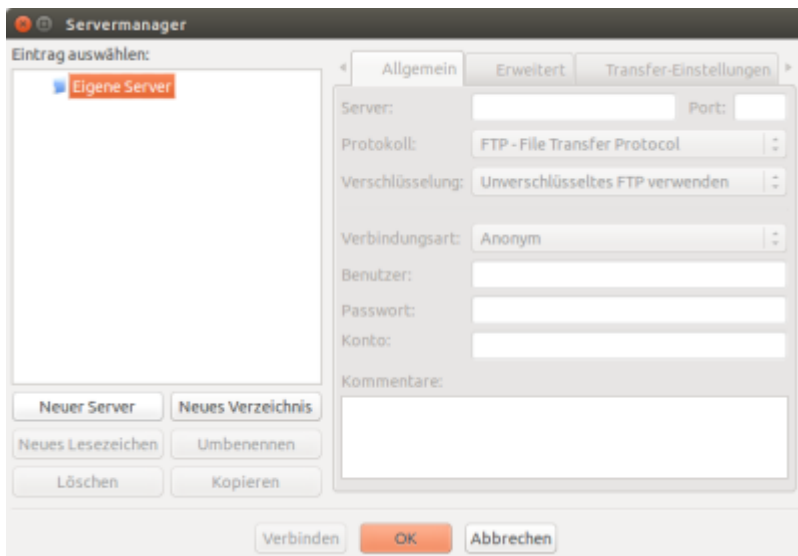 Servermanager
Eintrag auswählen:
Eigene Server
Neuer Server
Neues Verzeichnis
Neues Lesezeichen
Umbenennen
Löschen
Kopieren
Allgemein
Erweitert
Transfer-Einstellungen
Server:
Port:
Protokoll:
FTP - File Transfer Protocol
Verschlüsselung:
Unverschlüsseltes FTP verwenden
Verbindungsart:
Anonym
Benutzer:
Passwort:
Konto:
Kommentare:
Verbinden
OK
Abbrechen